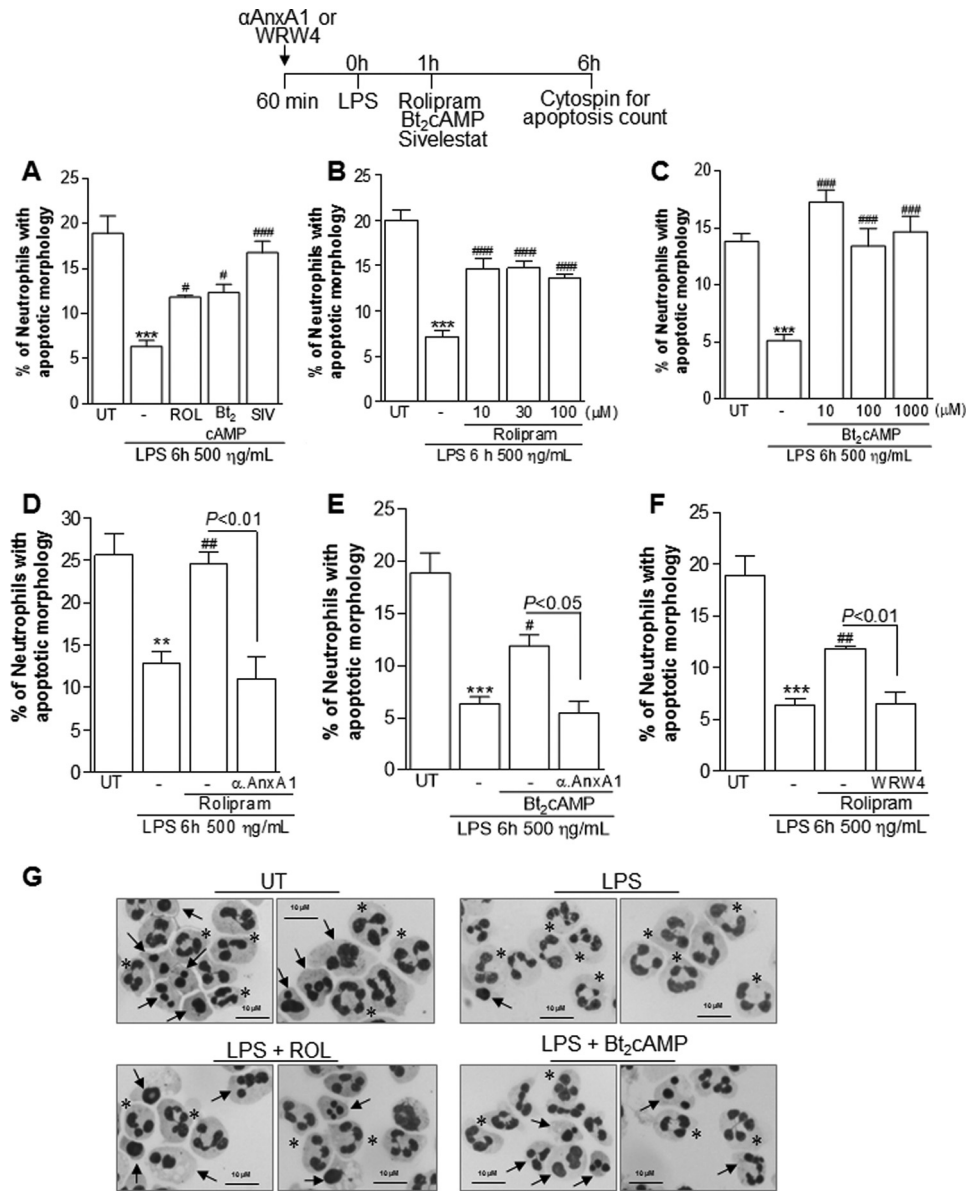 αAnxA1 or
WRW4
0h 1h 6h
60 min LPS Rolipram Cytospin for
Bt₂cAMP apoptosis count
Sivelestat
A
% of Neutrophils with
apoptotic morphology
25
20
15
10
5
0
***
#
#
###
UT - ROL Bt₂ SIV
cAMP
LPS 6h 500 ηg/mL
B
% of Neutrophils with
apoptotic morphology
25
20
15
10
5
0
***
###
###
###
UT - 10 30 100 (µM)
Rolipram
LPS 6 h 500 ηg/mL
C
% of Neutrophils with
apoptotic morphology
20
15
10
5
0
***
###
###
###
UT - 10 100 1000 (µM)
Bt₂cAMP
LPS 6h 500 ηg/mL
D
% of Neutrophils with
apoptotic morphology
30
25
20
15
10
5
0
**
##
P<0.01
UT - - α.AnxA1
Rolipram
LPS 6h 500 ηg/mL
E
% of Neutrophils with
apoptotic morphology
25
20
15
10
5
0
***
#
P<0.05
UT - - α.AnxA1
Bt₂cAMP
LPS 6h 500 ηg/mL
F
% of Neutrophils with
apoptotic morphology
25
20
15
10
5
0
***
##
P<0.01
UT - - WRW4
Rolipram
LPS 6h 500 ηg/mL
G
UT LPS
* * * *
10 µM
* * * *
10 µM
* * * *
10 µM
* * * *
10 µM
LPS + ROL LPS + Bt₂cAMP
* *
10 µM
* *
10 µM
* *
10 µM
* *
10 µM